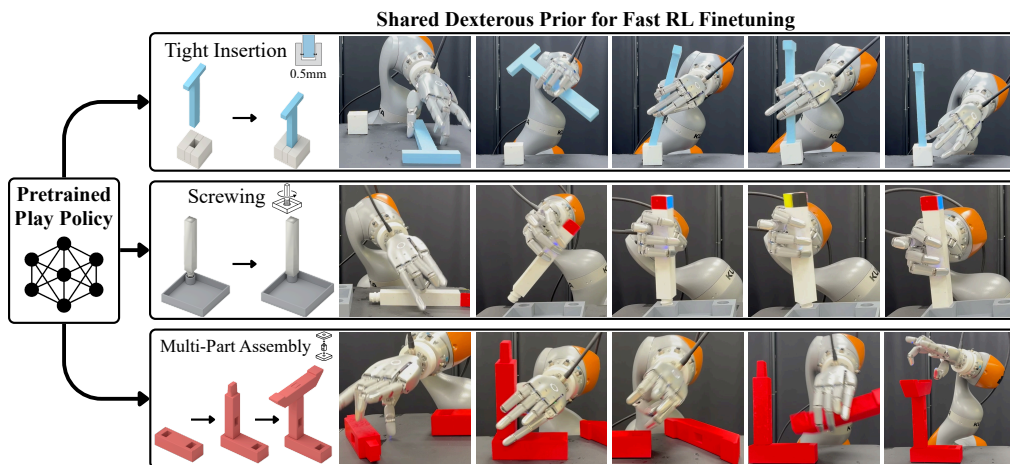 Shared Dexterous Prior for Fast RL Finetuning
Tight Insertion
0.5mm
Pretrained
Play Policy
Screwing
Multi-Part Assembly